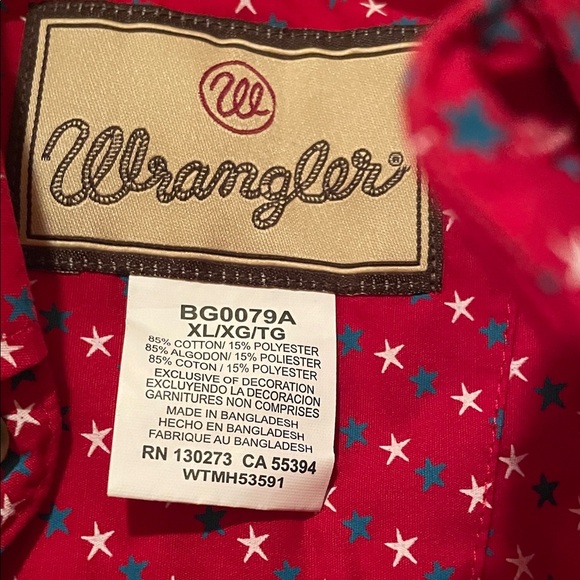 W
Wrangler®
BG0079A
XL/XG/TG
85% COTTON/ 15% POLYESTER
85% ALGODON/ 15% POLIESTER
85% COTON / 15% POLYESTER
EXCLUSIVE OF DECORATION
EXCLUYENDO LA DECORACION
GARNITURES NON COMPRISES
MADE IN BANGLADESH
HECHO EN BANGLADESH
FABRIQUE AU BANGLADESH
RN 130273 CA 55394
WTMH53591